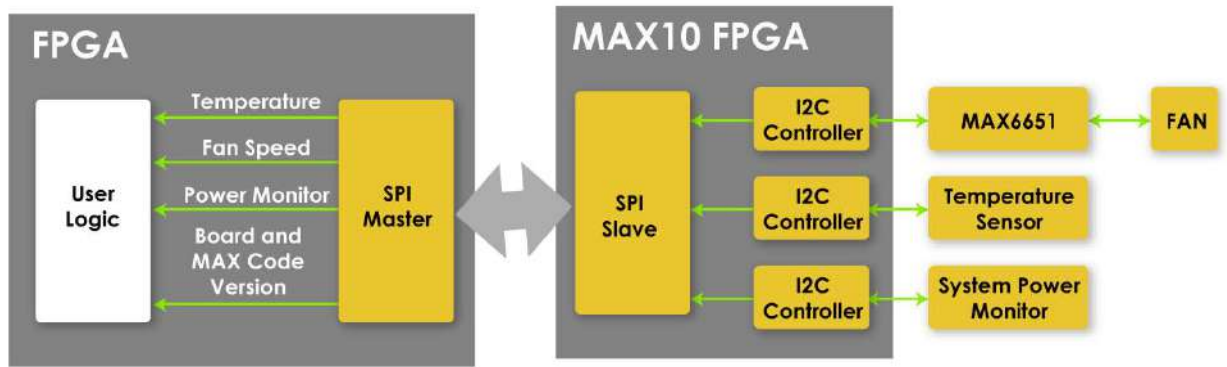 FPGA
User
Logic
Temperature
Fan Speed
Power Monitor
Board and
MAX Code
Version
SPI
Master
MAX10 FPGA
SPI
Slave
I2C
Controller
MAX6651
FAN
I2C
Controller
Temperature
Sensor
I2C
Controller
System Power
Monitor